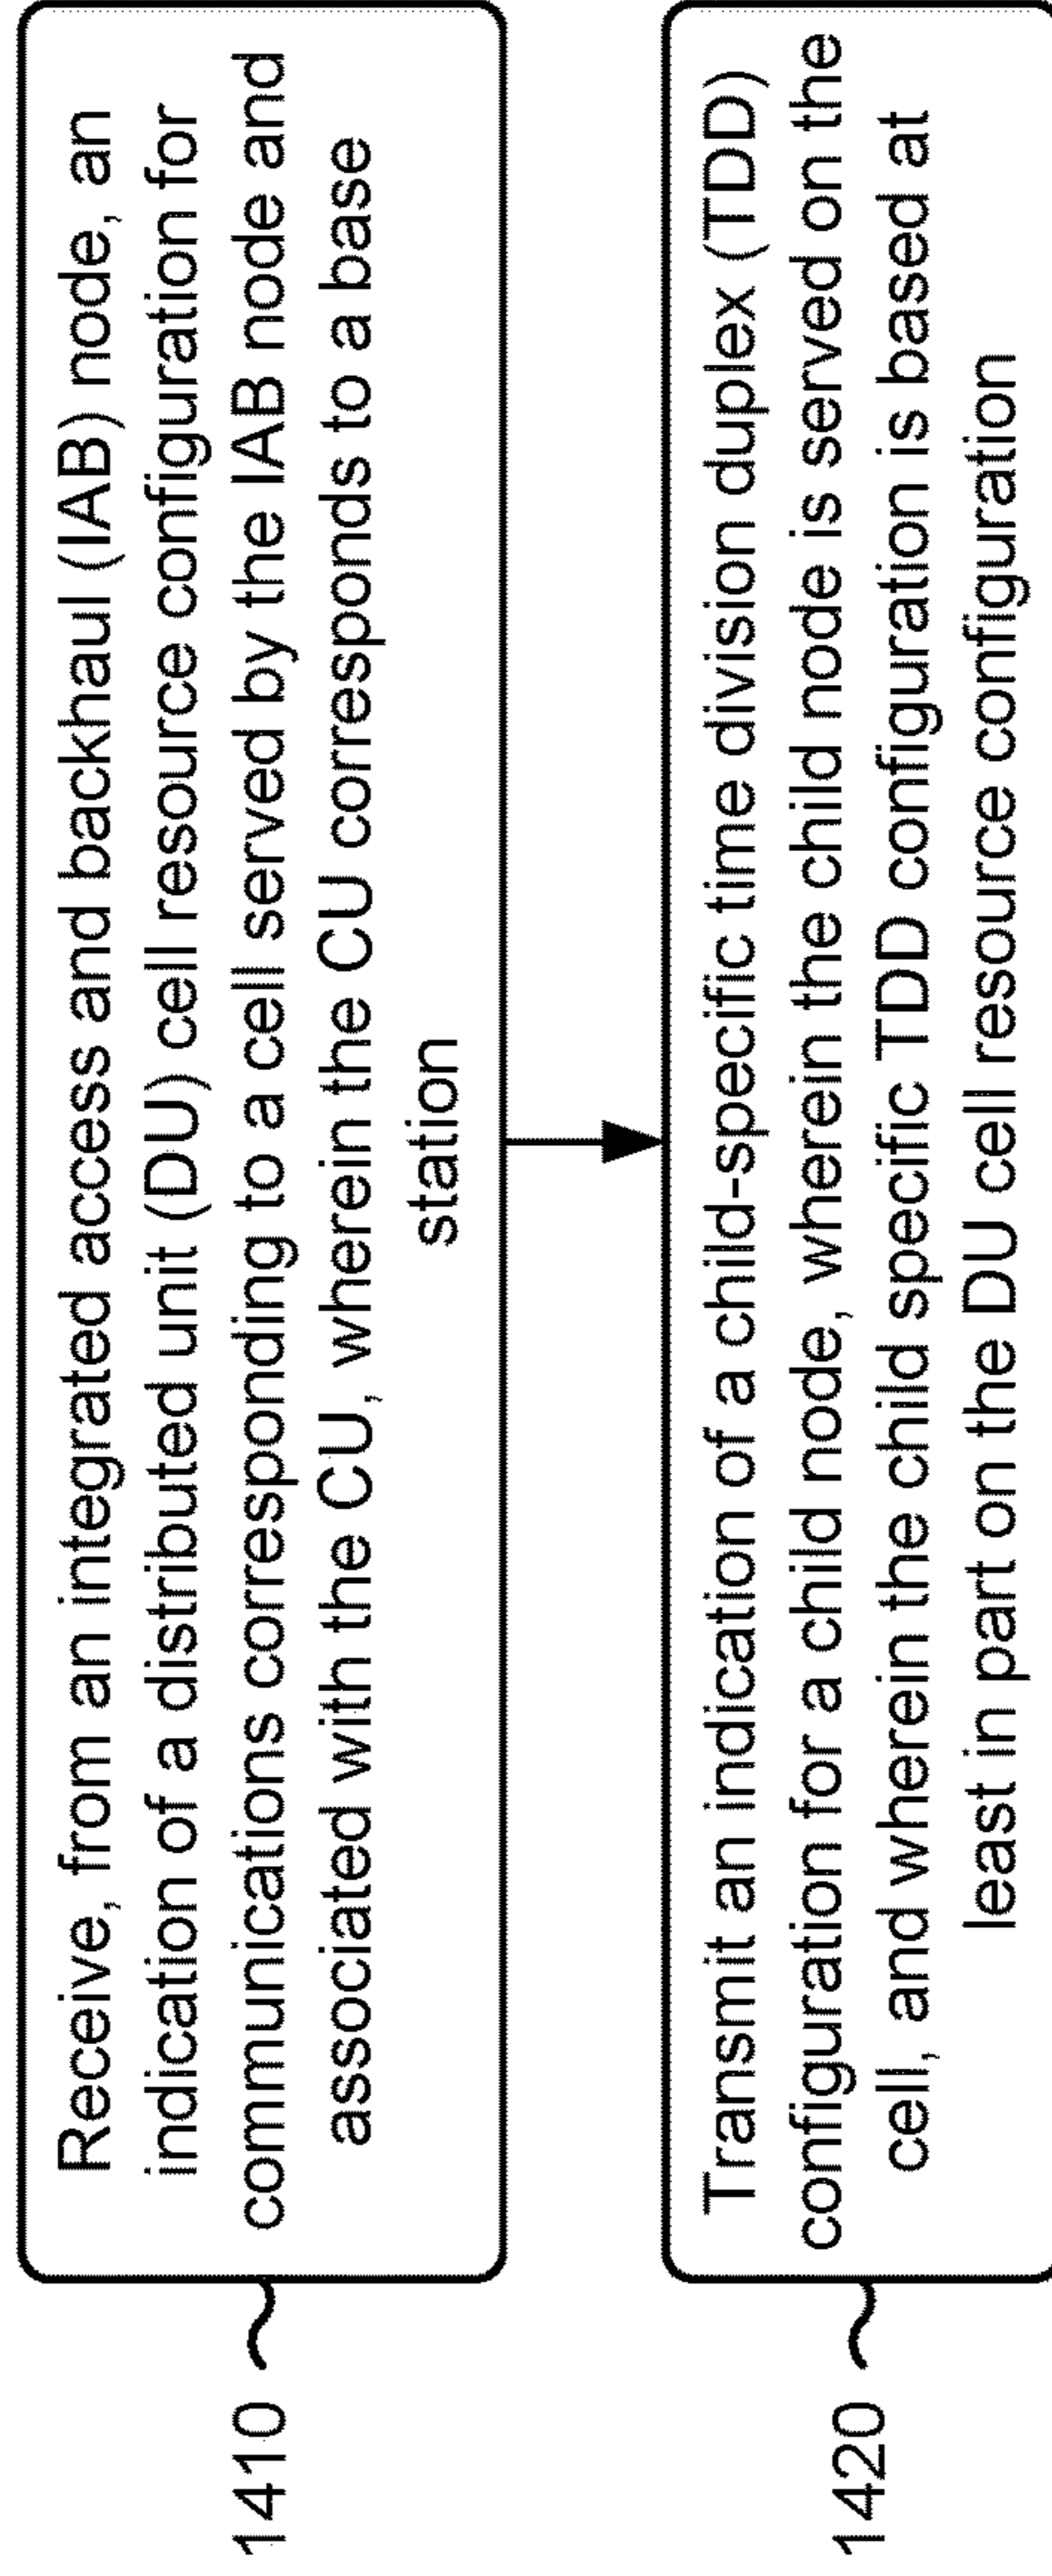 Receive, from an integrated access and backhaul (IAB) node, an
indication of a distributed unit (DU) cell resource configuration for
communications corresponding to a cell served by the IAB node and
associated with the CU, wherein the CU corresponds to a base
station
1410
Transmit an indication of a child-specific time division duplex (TDD)
configuration for a child node, wherein the child node is served on the
cell, and wherein the child specific TDD configuration is based at
least in part on the DU cell resource configuration
1420